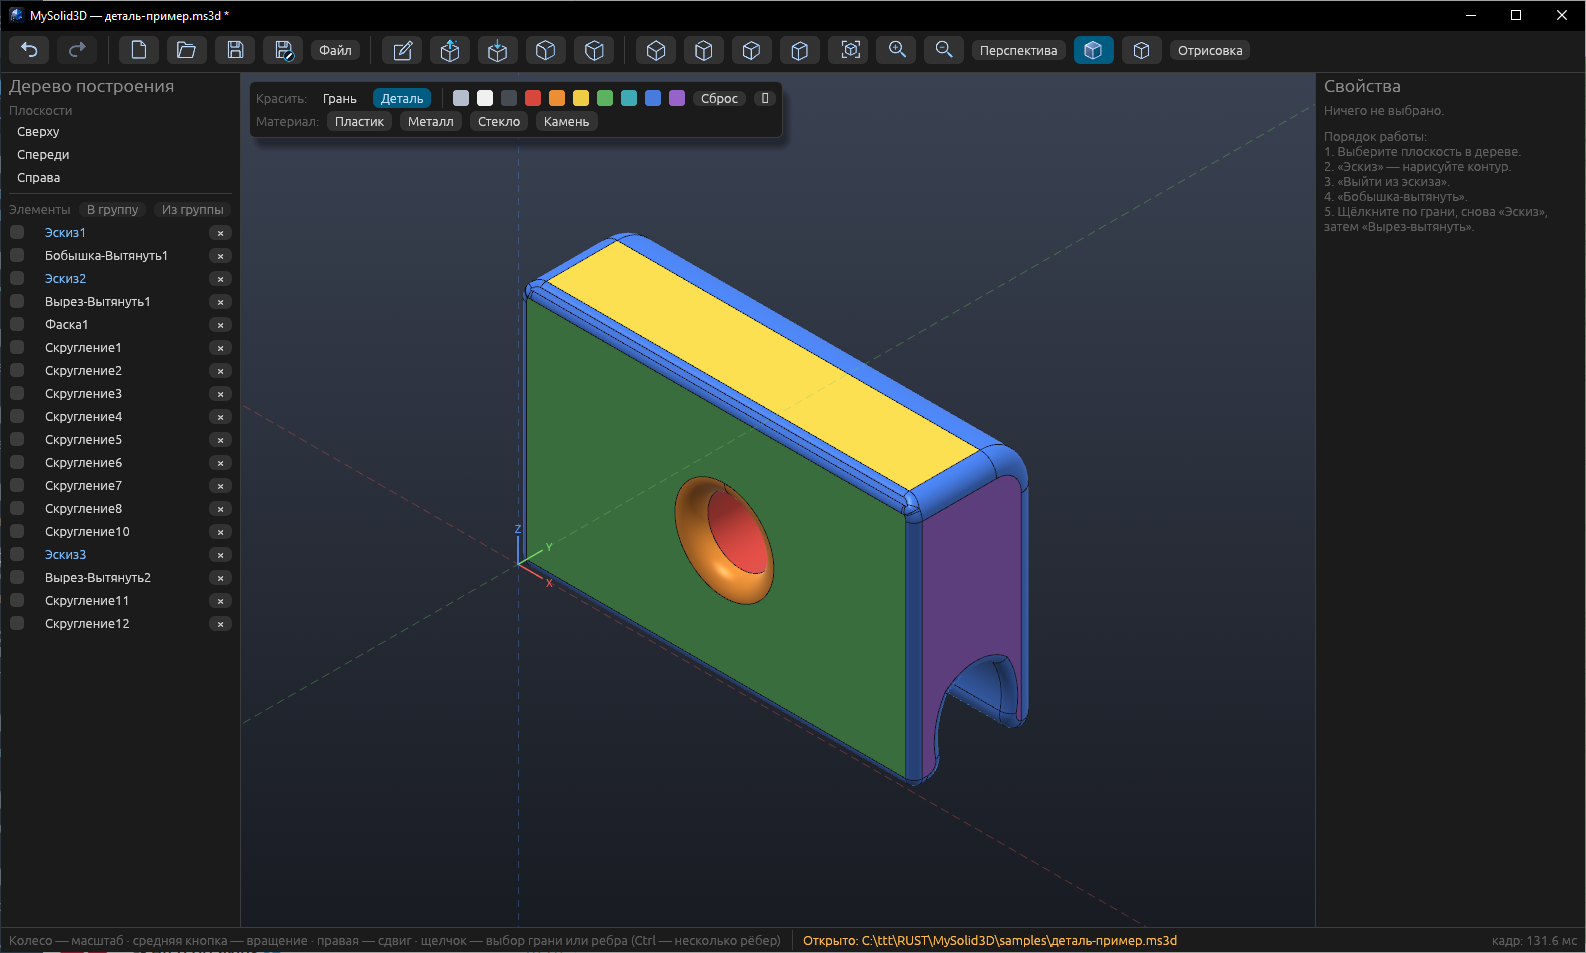 MySolid3D — деталь-пример.ms3d *
Файл
Перспектива
Отрисовка
Дерево построения
Плоскости
Сверху
Спереди
Справа
Элементы В группу Из группы
Эскиз1
Бобышка-Вытянуть1
Эскиз2
Вырез-Вытянуть1
Фаска1
Скругление1
Скругление2
Скругление3
Скругление4
Скругление5
Скругление6
Скругление7
Скругление8
Скругление10
Эскиз3
Вырез-Вытянуть2
Скругление11
Скругление12
Красить: Грань Деталь Сброс
Материал: Пластик Металл Стекло Камень
Z
Y
X
Свойства
Ничего не выбрано.
Порядок работы:
1. Выберите плоскость в дереве.
2. «Эскиз» — нарисуйте контур.
3. «Выйти из эскиза».
4. «Бобышка-вытянуть».
5. Щёлкните по грани, снова «Эскиз»,
затем «Вырез-вытянуть».
Колесо — масштаб · средняя кнопка — вращение · правая — сдвиг · щелчок — выбор грани или ребра (Ctrl — несколько рёбер)
Открыто: C:\ttt\RUST\MySolid3D\samples\деталь-пример.ms3d
кадр: 131.6 мс